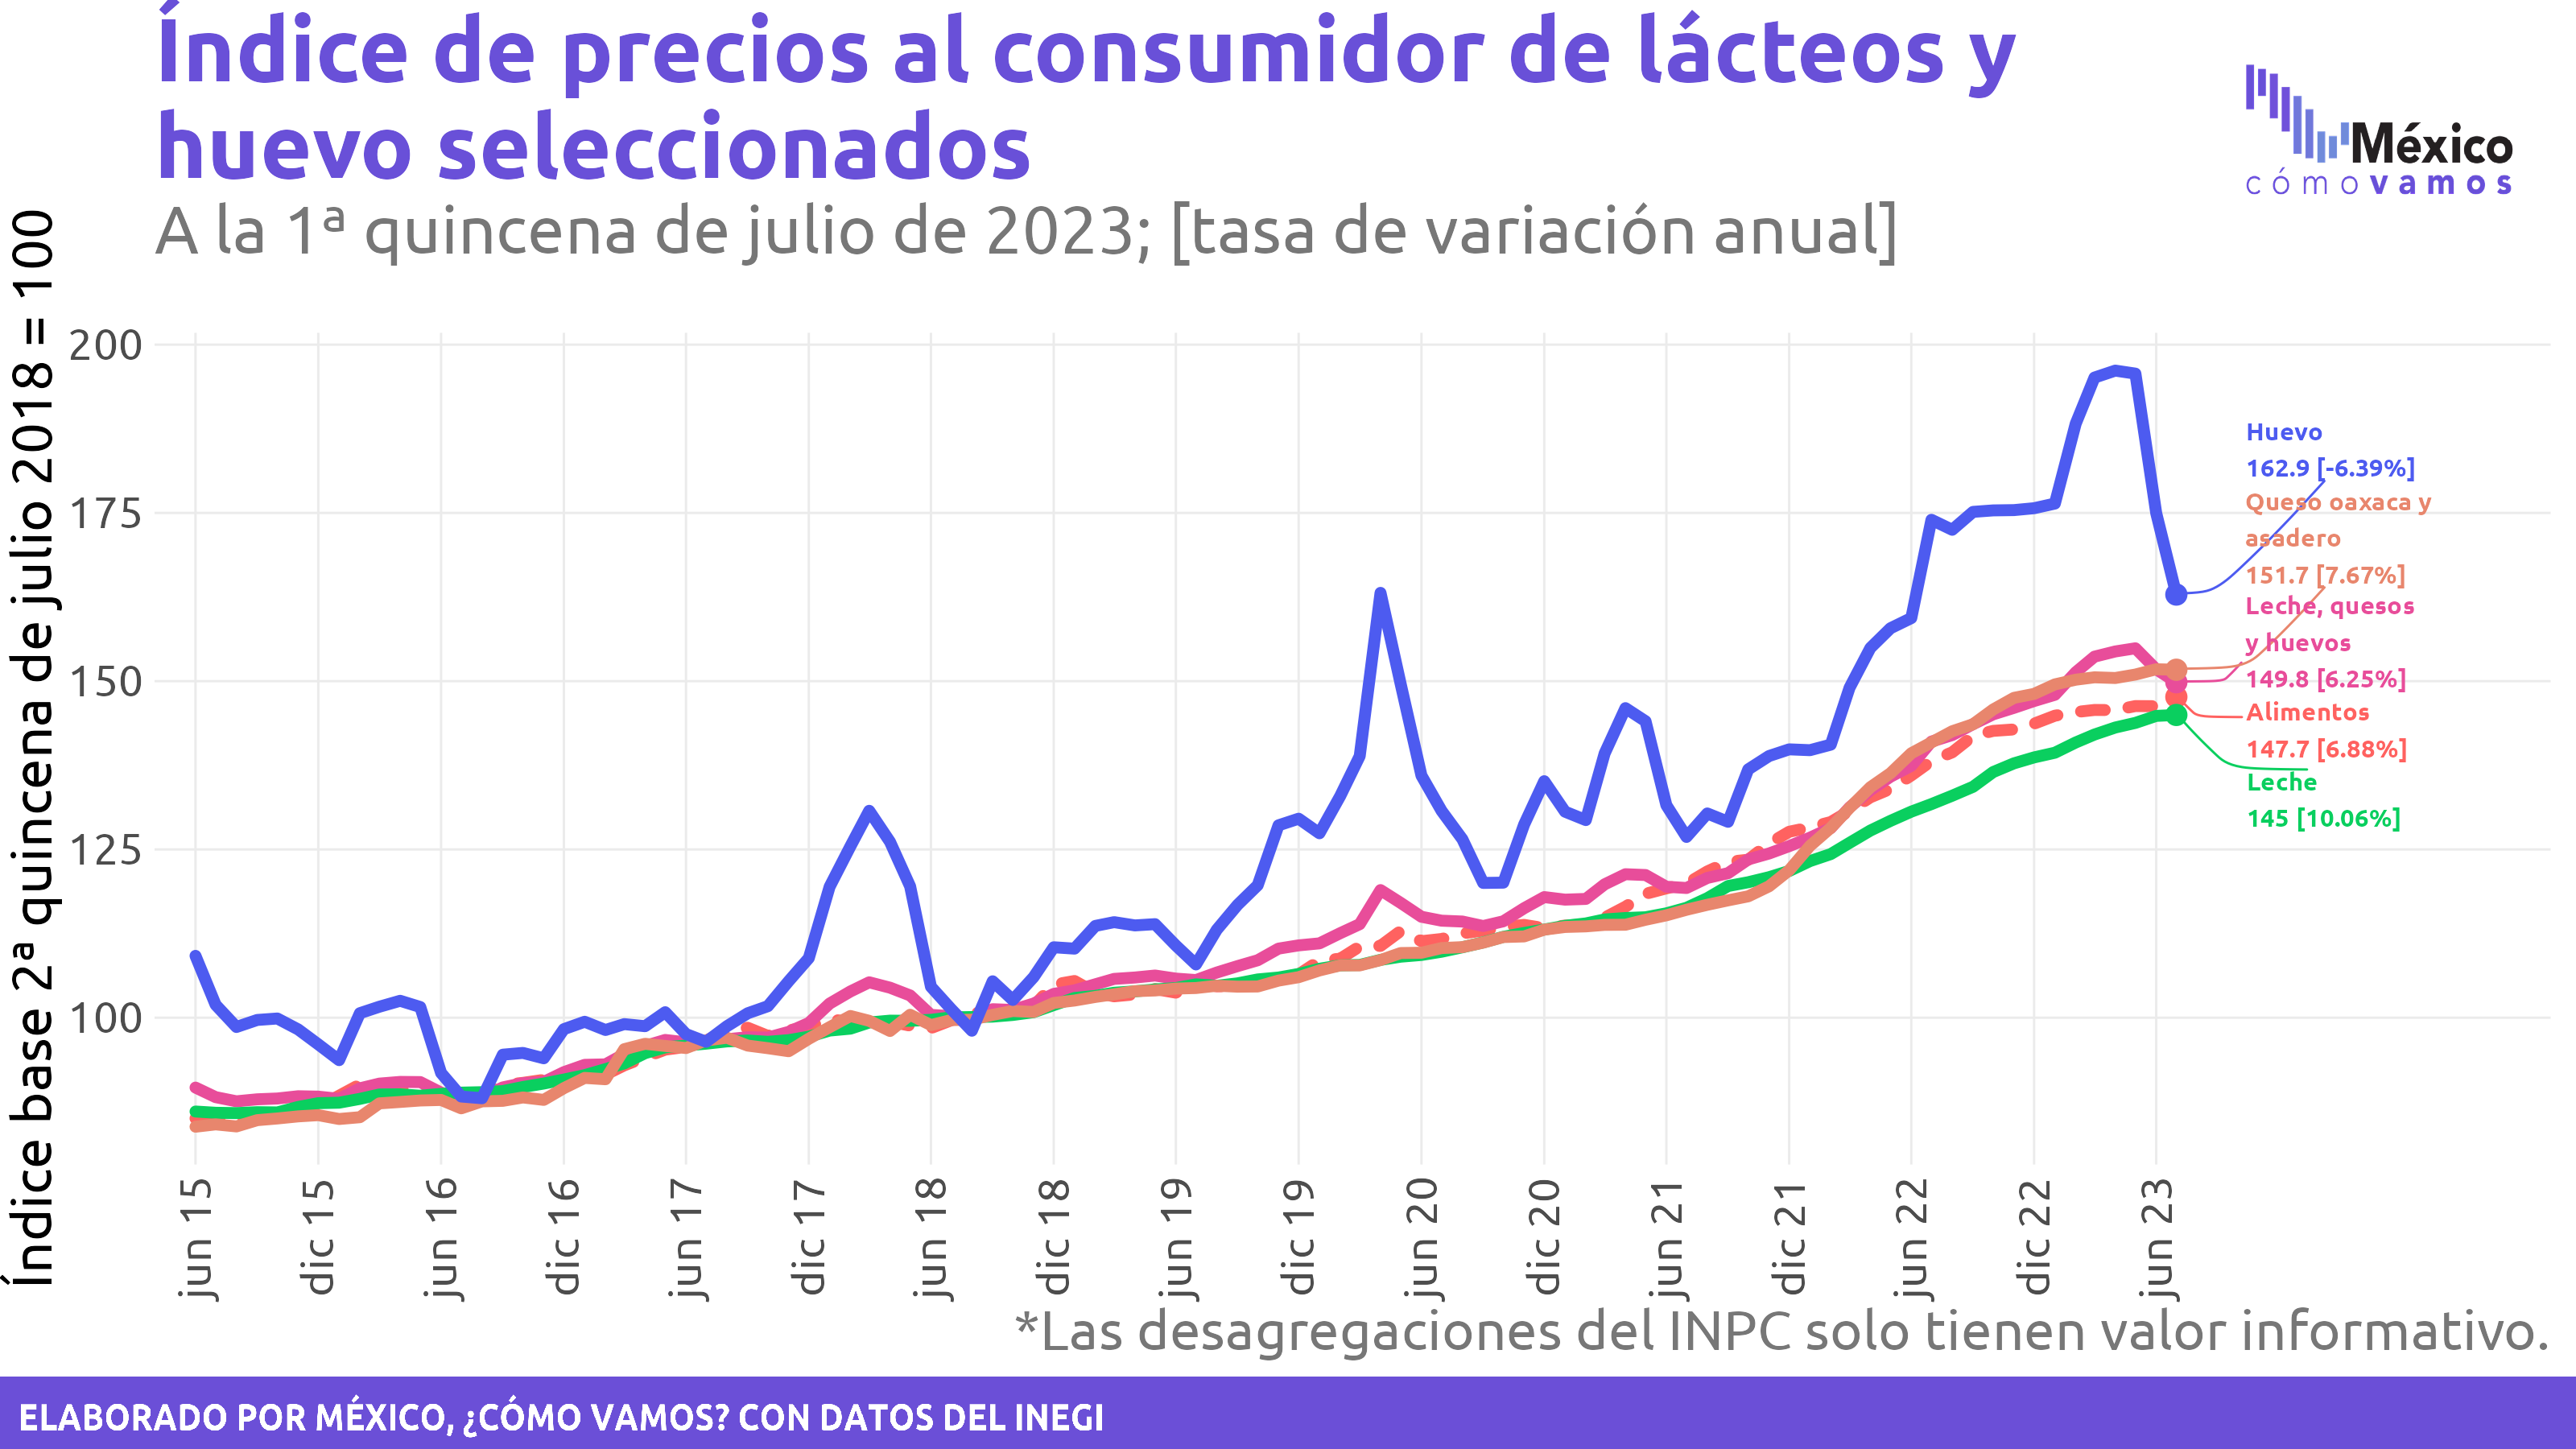 Índice de precios al consumidor de lácteos y
huevo seleccionados
A la 1ª quincena de julio de 2023; [tasa de variación anual]
México
cómo vamos
Índice base 2ª quincena de julio 2018 = 100
200
175
150
125
100
Huevo
162.9 [-6.39%]
Queso oaxaca y
asadero
151.7 [7.67%]
Leche, quesos
y huevos
149.8 [6.25%]
Alimentos
147.7 [6.88%]
Leche
145 [10.06%]
jun 15
dic 15
jun 16
dic 16
jun 17
dic 17
jun 18
dic 18
jun 19
dic 19
jun 20
dic 20
jun 21
dic 21
jun 22
dic 22
jun 23
*Las desagregaciones del INPC solo tienen valor informativo.
ELABORADO POR MÉXICO, ¿CÓMO VAMOS? CON DATOS DEL INEGI